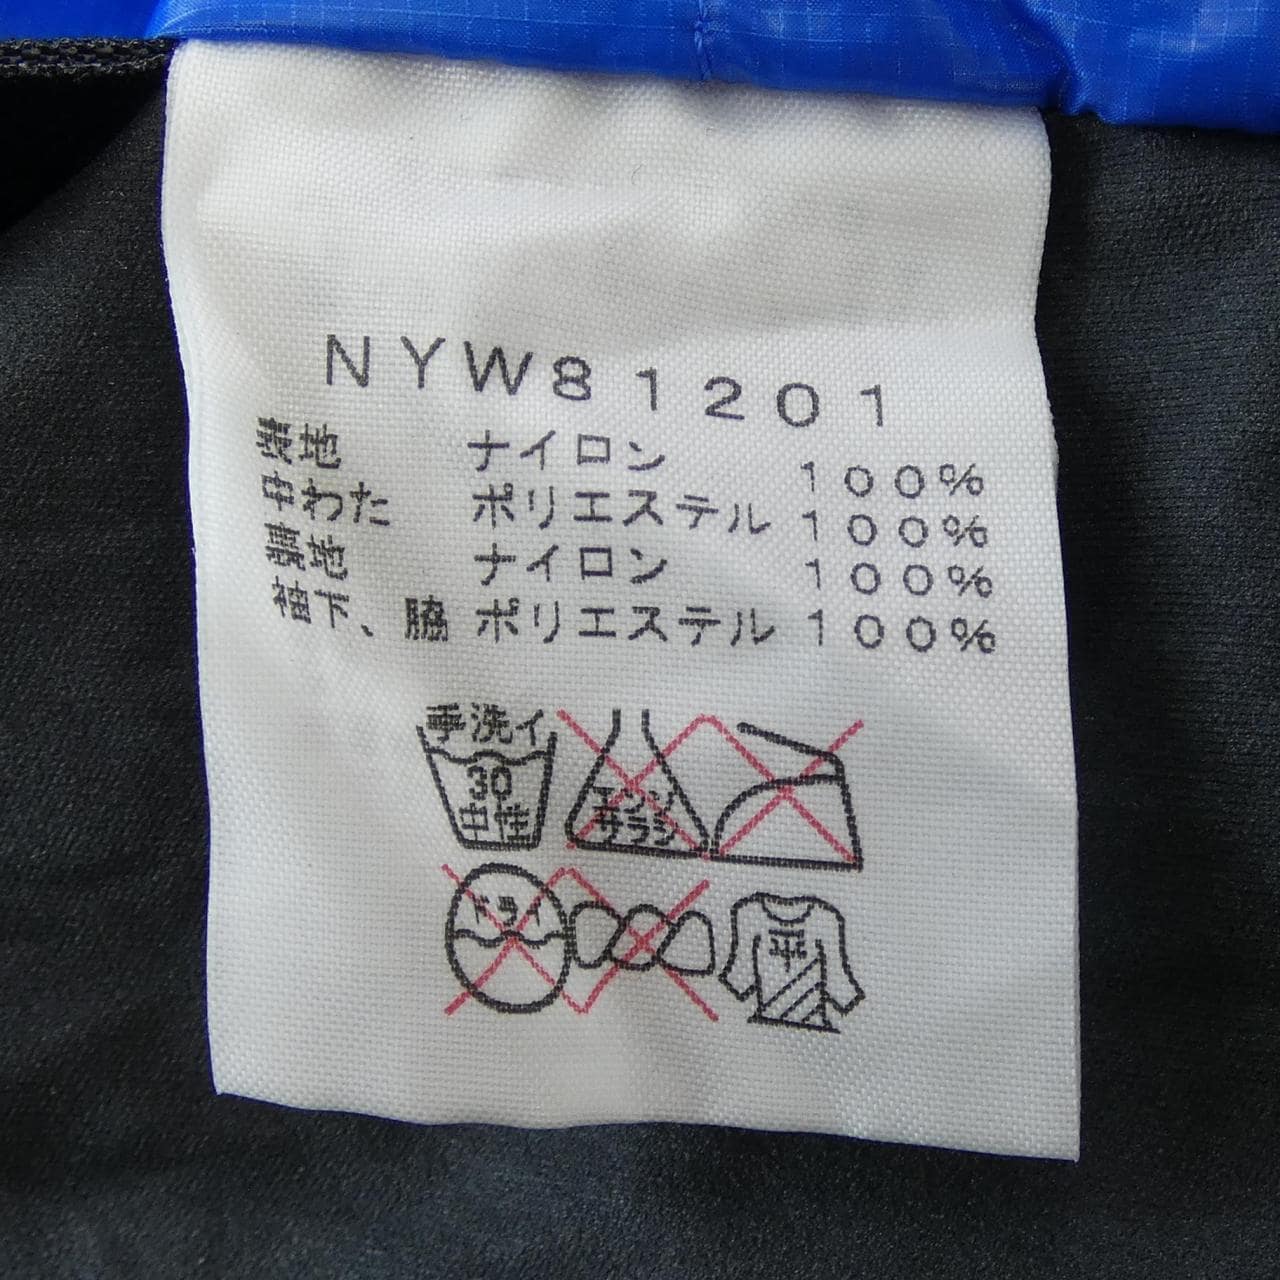 NYW81201
表地 ナイロン 100%
中わた ポリエステル 100%
裏地 ナイロン 100%
袖下、脇 ポリエステル 100%
手洗イ
30
中性
エンソ
サラシ
ドライ
平